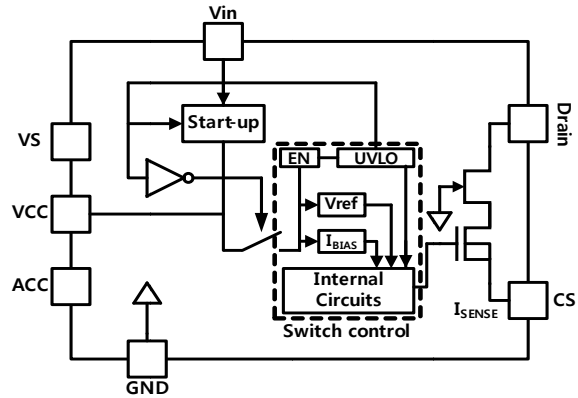 Vin
VS
Start-up
Drain
EN
UVLO
VCC
Vref
IBIAS
ACC
Internal
Circuits
ISENSE
CS
Switch control
GND